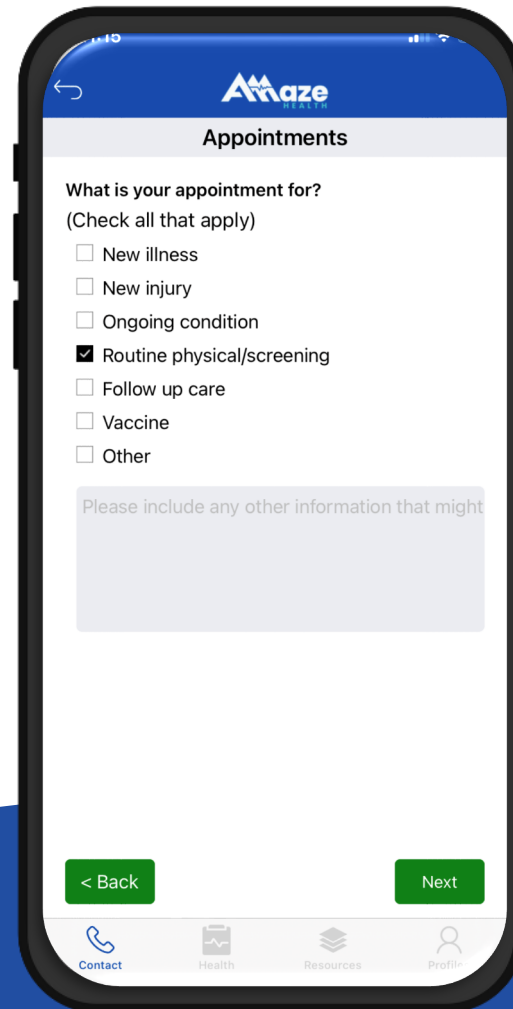 AMaze
HEALTH
Appointments
What is your appointment for?
(Check all that apply)
New illness
New injury
Ongoing condition
Routine physical/screening
Follow up care
Vaccine
Other
Please include any other information that might
< Back
Next
Contact
Health
Resources